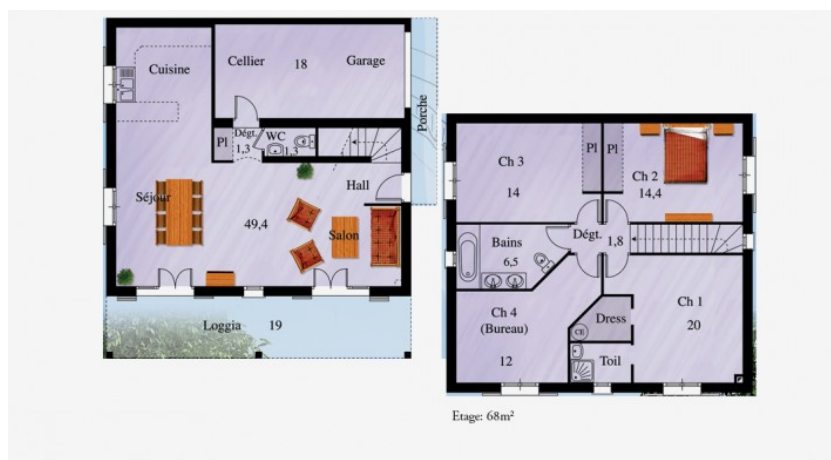 Cuisine
Cellier
18
Garage
Porche
Pl
Dégt.
1,3
WC
1,3
Hall
Séjour
49,4
Salon
Loggia 19
Ch 3
14
Pl
Pl
Ch 2
14,4
Dégt.
1,8
Bains
6,5
Ch 4
(Bureau)
12
Dress
CE
Toil
Ch 1
20
Etage: 68m²